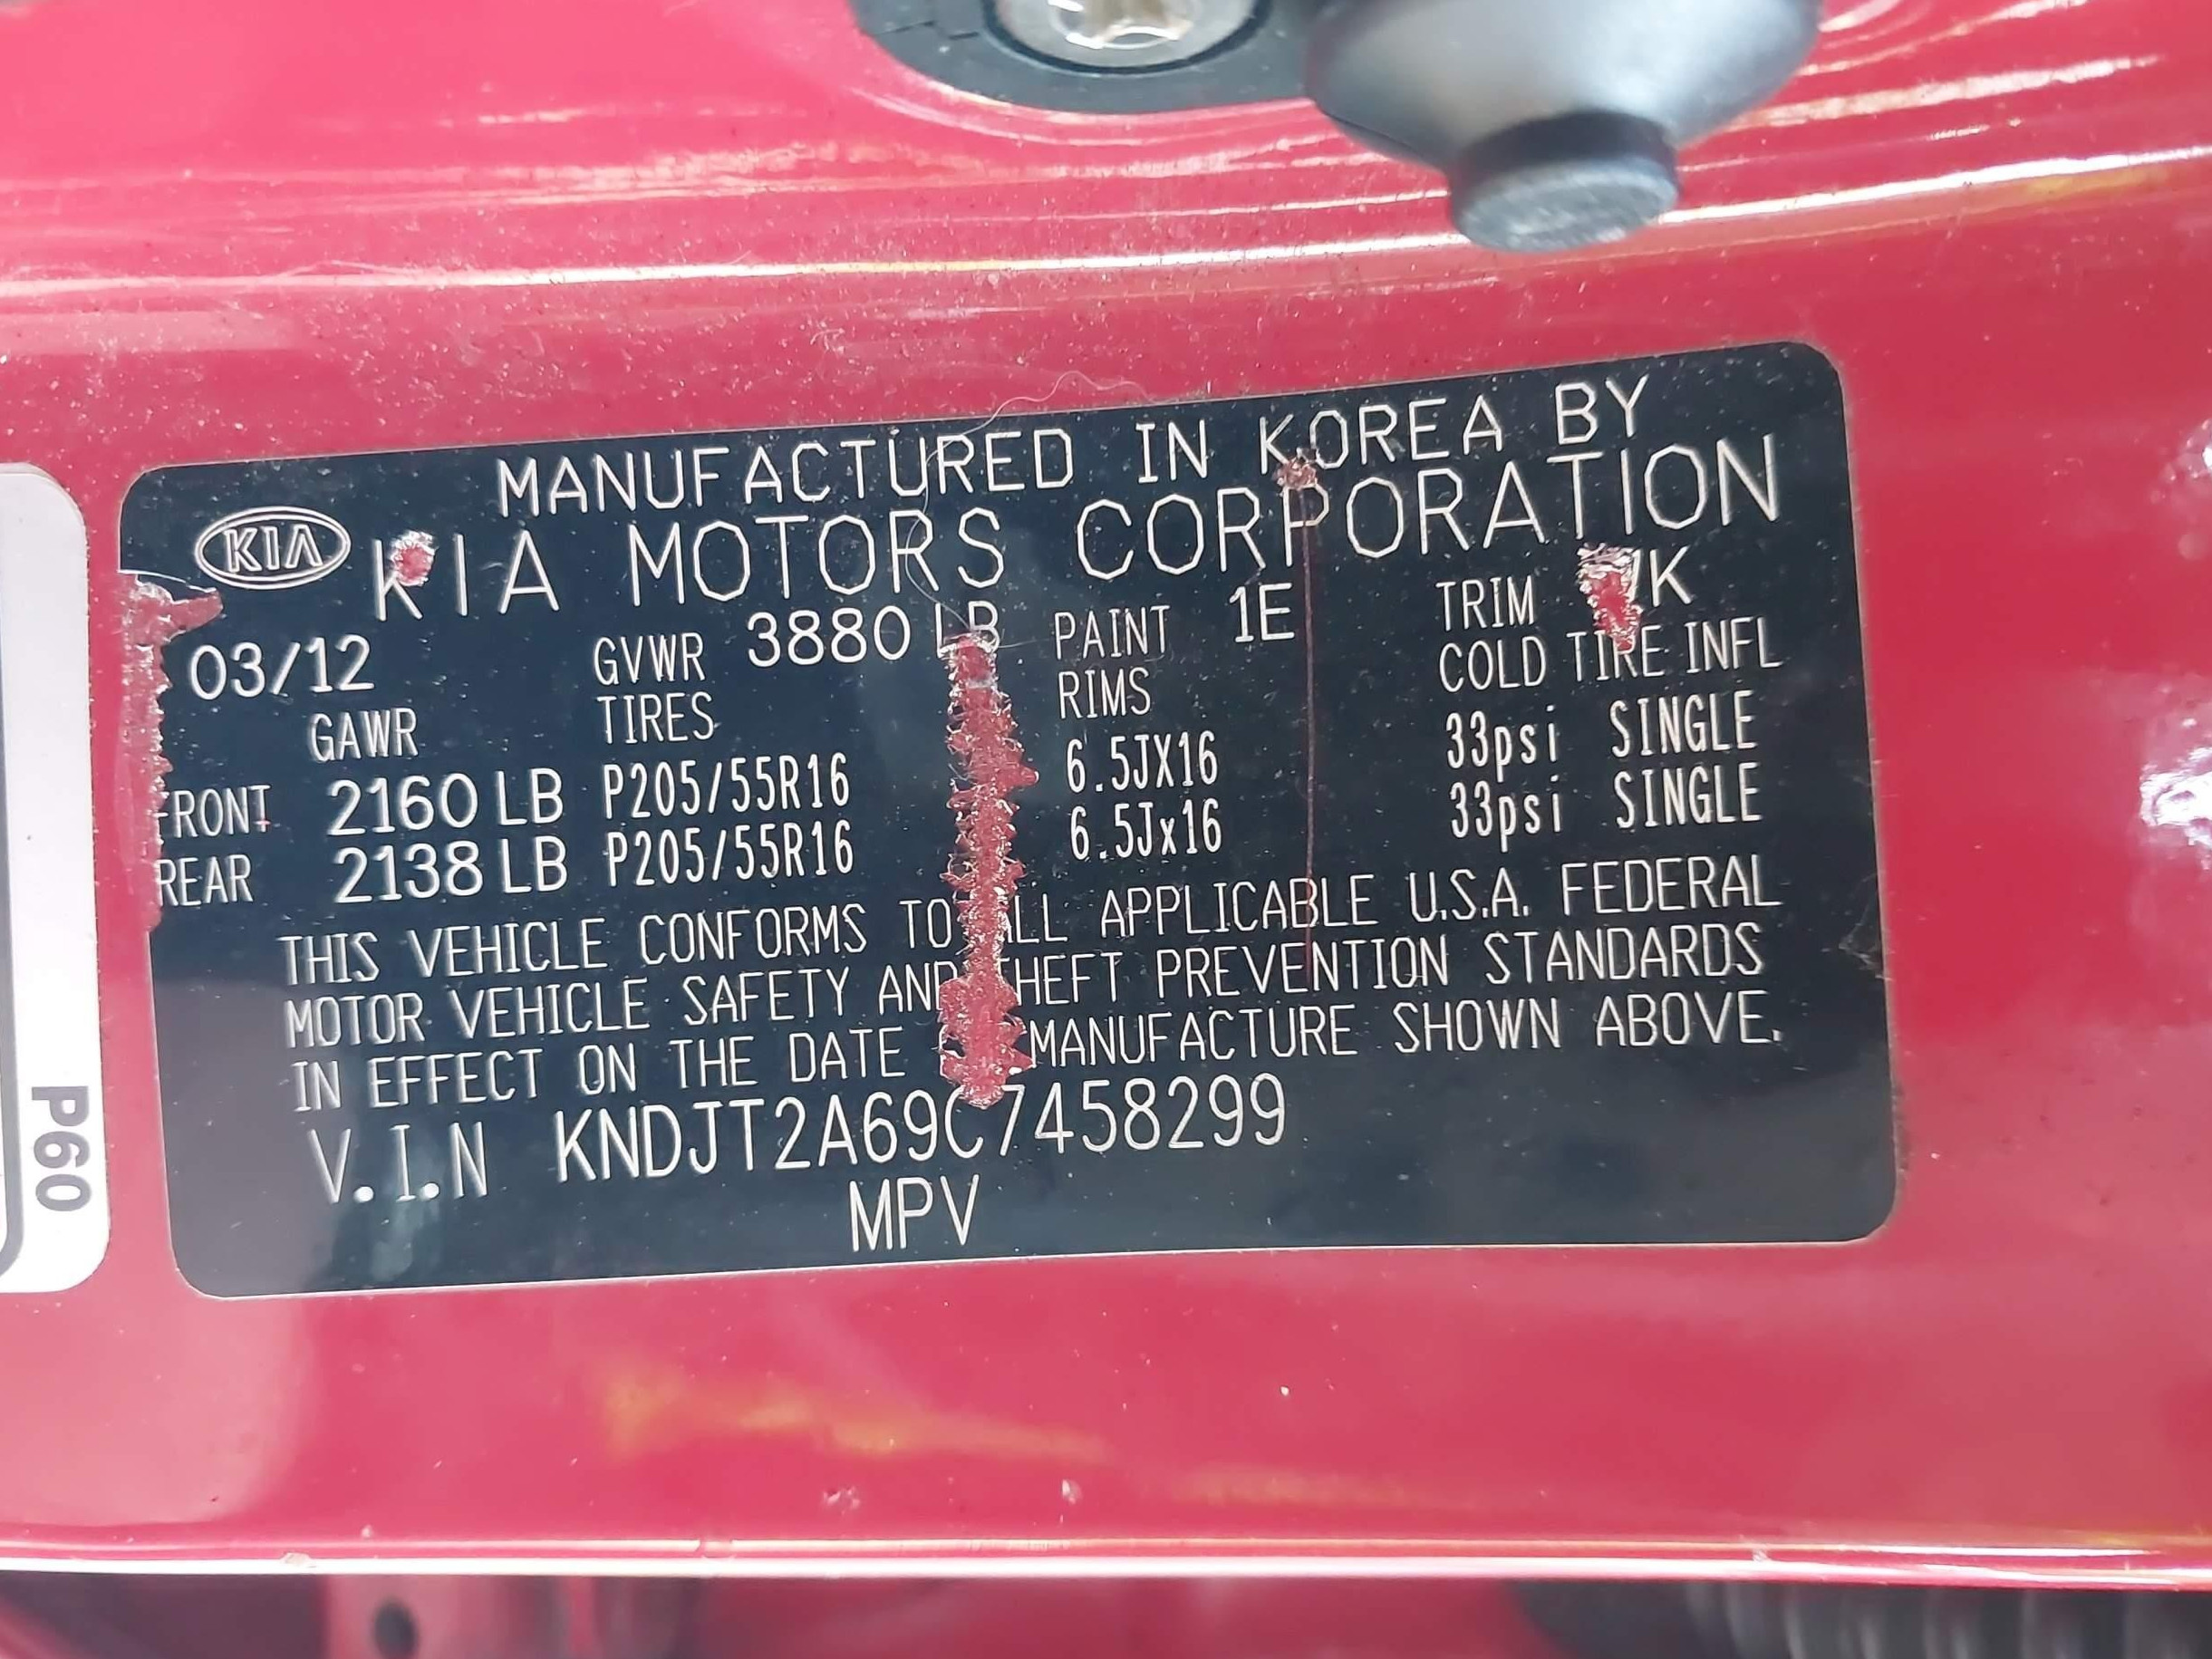 MANUFACTURED IN KOREA BY
KIA KIA MOTORS CORPORATION
03/12 GVWR 3880 LB PAINT 1E TRIM
GAWR TIRES RIMS COLD TIRE INFL
FRONT 2160 LB P205/55R16 6.5JX16 33psi SINGLE
REAR 2138 LB P205/55R16 6.5Jx16 33psi SINGLE
THIS VEHICLE CONFORMS TO ALL APPLICABLE U.S.A. FEDERAL
MOTOR VEHICLE SAFETY AND THEFT PREVENTION STANDARDS
IN EFFECT ON THE DATE MANUFACTURE SHOWN ABOVE.
V.I.N KNDJT2A69C7458299
MPV
P60